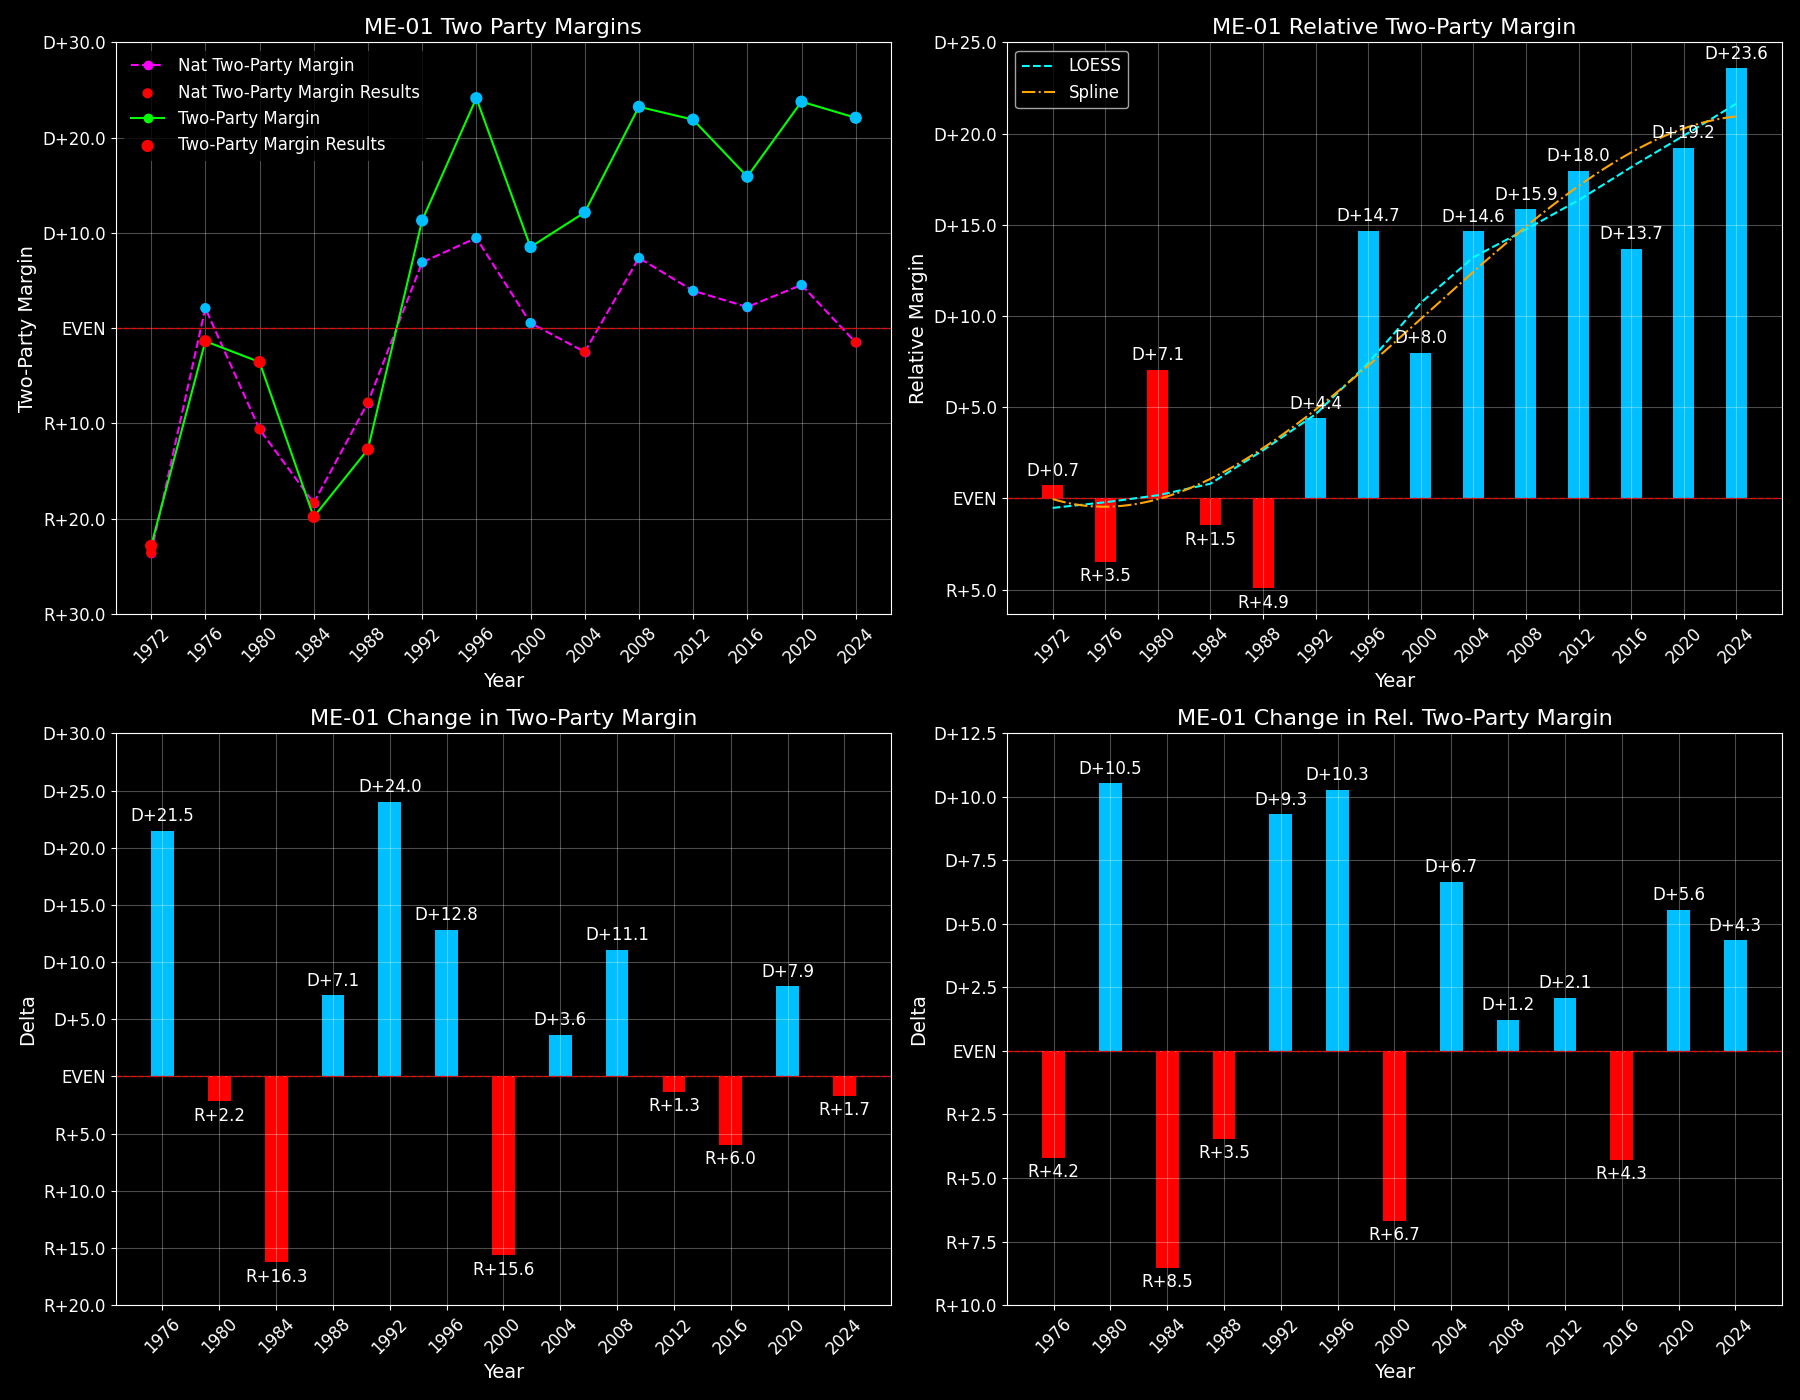 ME-01 Two Party Margins
D+30.0
D+20.0
D+10.0
EVEN
R+10.0
R+20.0
R+30.0
Two-Party Margin
Nat Two-Party Margin
Nat Two-Party Margin Results
Two-Party Margin
Two-Party Margin Results
1972 1976 1980 1984 1988 1992 1996 2000 2004 2008 2012 2016 2020 2024
Year
ME-01 Relative Two-Party Margin
D+25.0
D+20.0
D+15.0
D+10.0
D+5.0
EVEN
R+5.0
Relative Margin
LOESS
Spline
D+0.7
R+3.5
D+7.1
R+1.5
R+4.9
D+4.4
D+14.7
D+8.0
D+14.6
D+15.9
D+18.0
D+13.7
D+19.2
D+23.6
1972 1976 1980 1984 1988 1992 1996 2000 2004 2008 2012 2016 2020 2024
Year
ME-01 Change in Two-Party Margin
D+30.0
D+25.0
D+20.0
D+15.0
D+10.0
D+5.0
EVEN
R+5.0
R+10.0
R+15.0
R+20.0
Delta
D+21.5
R+2.2
R+16.3
D+7.1
D+24.0
D+12.8
R+15.6
D+3.6
D+11.1
R+1.3
R+6.0
D+7.9
R+1.7
1976 1980 1984 1988 1992 1996 2000 2004 2008 2012 2016 2020 2024
Year
ME-01 Change in Rel. Two-Party Margin
D+12.5
D+10.0
D+7.5
D+5.0
D+2.5
EVEN
R+2.5
R+5.0
R+7.5
R+10.0
Delta
R+4.2
D+10.5
R+8.5
R+3.5
D+9.3
D+10.3
R+6.7
D+6.7
D+1.2
D+2.1
R+4.3
D+5.6
D+4.3
1976 1980 1984 1988 1992 1996 2000 2004 2008 2012 2016 2020 2024
Year